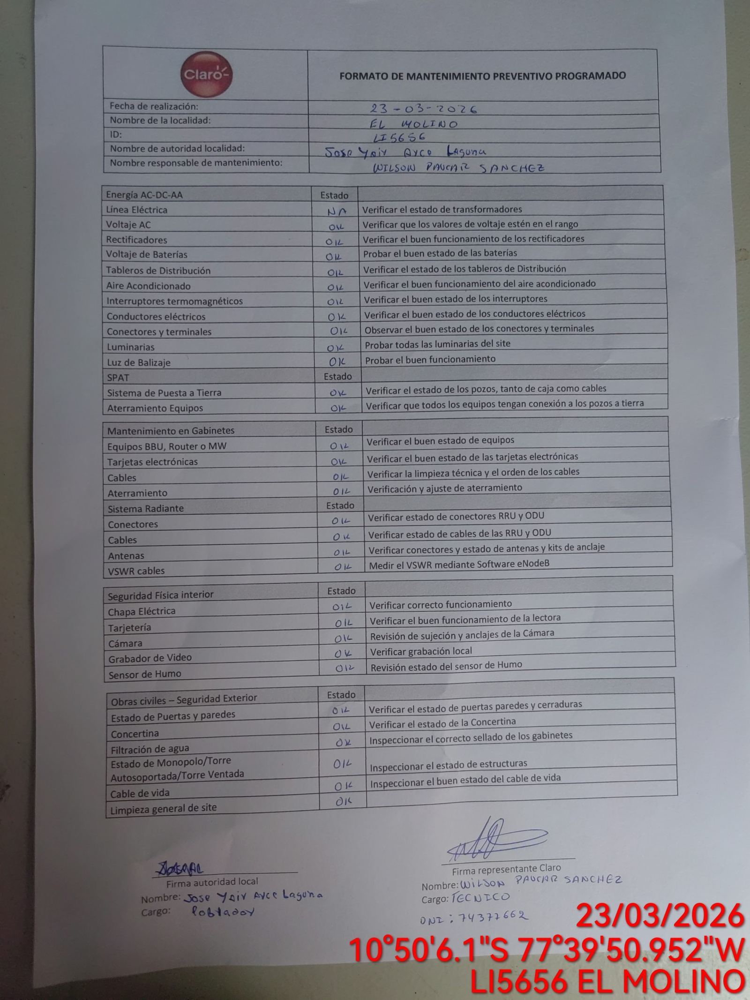 Claro
FORMATO DE MANTENIMIENTO PREVENTIVO PROGRAMADO
Fecha de realización: 23-03-2026
Nombre de la localidad: EL MOLINO
ID: LI5656
Nombre de autoridad localidad: Jose Yair Arce Laguna
Nombre responsable de mantenimiento: WILSON PAUCAR SANCHEZ
Energía AC-DC-AA Estado
Línea Eléctrica NA Verificar el estado de transformadores
Voltaje AC OK Verificar que los valores de voltaje estén en el rango
Rectificadores OK Verificar el buen funcionamiento de los rectificadores
Voltaje de Baterías OK Probar el buen estado de las baterías
Tableros de Distribución OK Verificar el estado de los tableros de Distribución
Aire Acondicionado OK Verificar el buen funcionamiento del aire acondicionado
Interruptores termomagnéticos OK Verificar el buen estado de los interruptores
Conductores eléctricos OK Verificar el buen estado de los conductores eléctricos
Conectores y terminales OK Observar el buen estado de los conectores y terminales
Luminarias OK Probar todas las luminarias del site
Luz de Balizaje OK Probar el buen funcionamiento
SPAT Estado
Sistema de Puesta a Tierra OK Verificar el estado de los pozos, tanto de caja como cables
Aterramiento Equipos OK Verificar que todos los equipos tengan conexión a los pozos a tierra
Mantenimiento en Gabinetes Estado
Equipos BBU, Router o MW OK Verificar el buen estado de equipos
Tarjetas electrónicas OK Verificar el buen estado de las tarjetas electrónicas
Cables OK Verificar la limpieza técnica y el orden de los cables
Aterramiento OK Verificación y ajuste de aterramiento
Sistema Radiante Estado
Conectores OK Verificar estado de conectores RRU y ODU
Cables OK Verificar estado de cables de las RRU y ODU
Antenas OK Verificar conectores y estado de antenas y kits de anclaje
VSWR cables OK Medir el VSWR mediante Software eNodeB
Seguridad Física interior Estado
Chapa Eléctrica OK Verificar correcto funcionamiento
Tarjetería OK Verificar el buen funcionamiento de la lectora
Cámara OK Revisión de sujeción y anclajes de la Cámara
Grabador de Video OK Verificar grabación local
Sensor de Humo OK Revisión estado del sensor de Humo
Obras civiles – Seguridad Exterior Estado
Estado de Puertas y paredes OK Verificar el estado de puertas paredes y cerraduras
Concertina OK Verificar el estado de la Concertina
Filtración de agua OK Inspeccionar el correcto sellado de los gabinetes
Estado de Monopolo/Torre
Autosoportada/Torre Ventada OK Inspeccionar el estado de estructuras
Cable de vida OK Inspeccionar el buen estado del cable de vida
Limpieza general de site OK
Firma autoridad local
Nombre: Jose Yair Arce Laguna
Cargo: Poblador
Firma representante Claro
Nombre: WILSON PAUCAR SANCHEZ
Cargo: TECNICO
DNI: 74377662
23/03/2026
10°50'6.1"S 77°39'50.952"W
LI5656 EL MOLINO